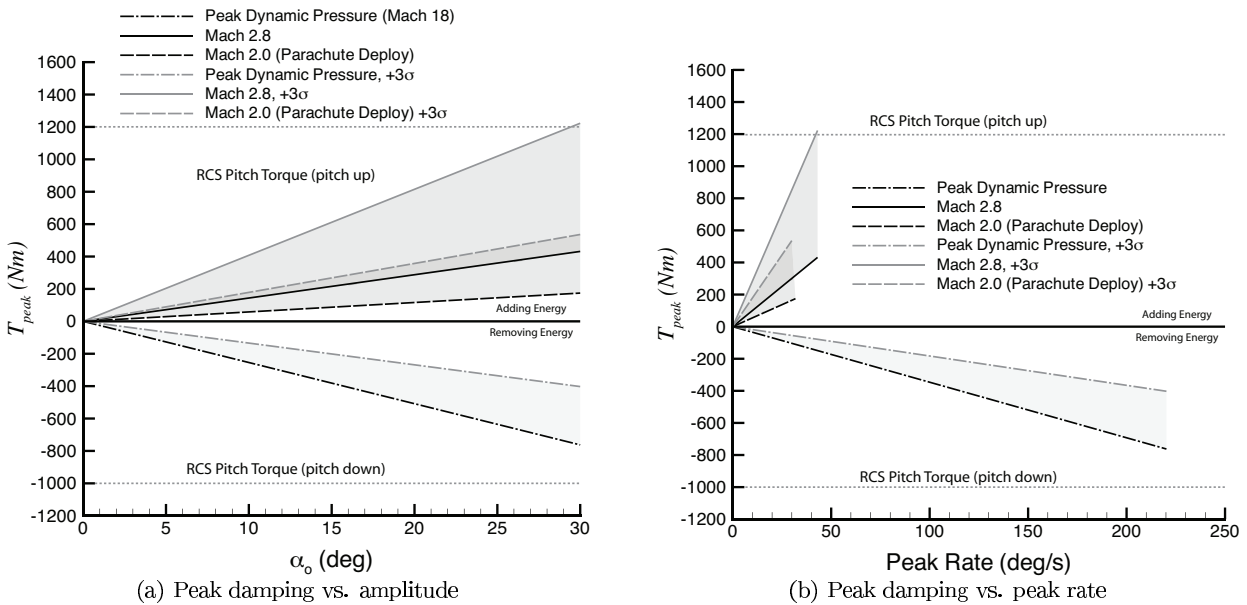 Peak Dynamic Pressure (Mach 18)
Mach 2.8
Mach 2.0 (Parachute Deploy)
Peak Dynamic Pressure, +3σ
Mach 2.8, +3σ
Mach 2.0 (Parachute Deploy) +3σ
1600
1400
1200
1000
800
600
400
200
0
-200
-400
-600
-800
-1000
-1200
T_peak (Nm)
RCS Pitch Torque (pitch up)
Adding Energy
Removing Energy
RCS Pitch Torque (pitch down)
0 5 10 15 20 25 30
α_o (deg)
(a) Peak damping vs. amplitude
1600
1400
1200
1000
800
600
400
200
0
-200
-400
-600
-800
-1000
-1200
T_peak (Nm)
RCS Pitch Torque (pitch up)
Peak Dynamic Pressure
Mach 2.8
Mach 2.0 (Parachute Deploy)
Peak Dynamic Pressure, +3σ
Mach 2.8, +3σ
Mach 2.0 (Parachute Deploy) +3σ
Adding Energy
Removing Energy
RCS Pitch Torque (pitch down)
0 50 100 150 200 250
Peak Rate (deg/s)
(b) Peak damping vs. peak rate